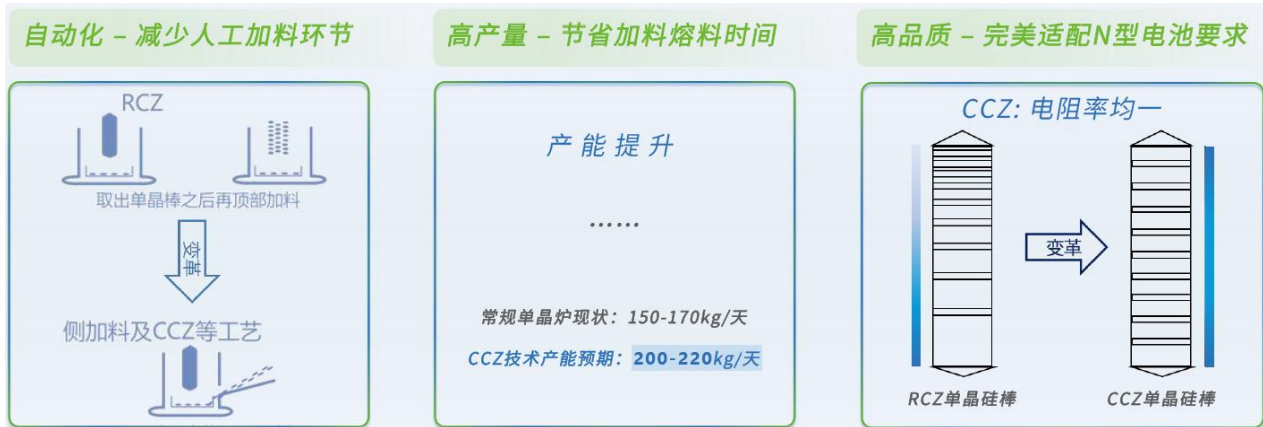 自动化 – 减少人工加料环节
高产量 – 节省加料熔料时间
高品质 – 完美适配N型电池要求
RCZ
取出单晶棒之后再顶部加料
变革
侧加料及CCZ等工艺
产能提升
……
常规单晶炉现状：150-170kg/天
CCZ技术产能预期：200-220kg/天
CCZ: 电阻率均一
变革
RCZ单晶硅棒
CCZ单晶硅棒